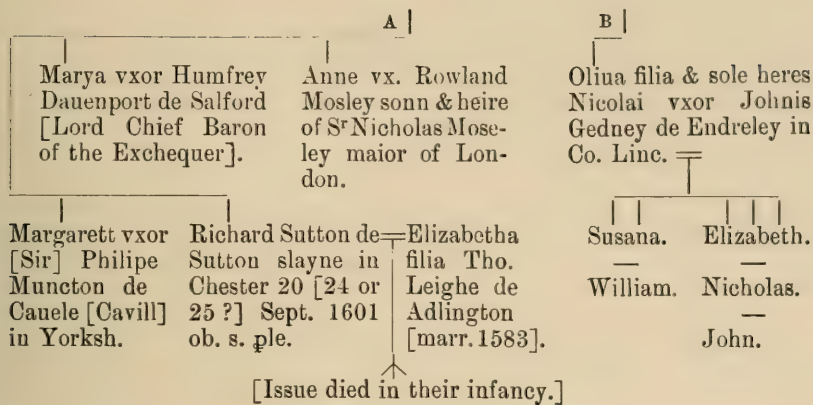 A B
Marya vxor Humfrey
Dauenport de Salford
[Lord Chief Baron
of the Exchequer].
Anne vx. Rowland
Mosley sonn & heire
of Sʳ Nicholas Mose-
ley maior of Lon-
don.
Oliua filia & sole heres
Nicolai vxor Johnis
Gedney de Endreley in
Co. Linc.
Margarett vxor
[Sir] Philipe
Muncton de
Cauele [Cavill]
in Yorksh.
Richard Sutton de
Sutton slayne in
Chester 20 [24 or
25 ?] Sept. 1601
ob. s. ꝑle.
Elizabetha
filia Tho.
Leighe de
Adlington
[marr. 1583].
Susana.
William.
Elizabeth.
Nicholas.
John.
[Issue died in their infancy.]